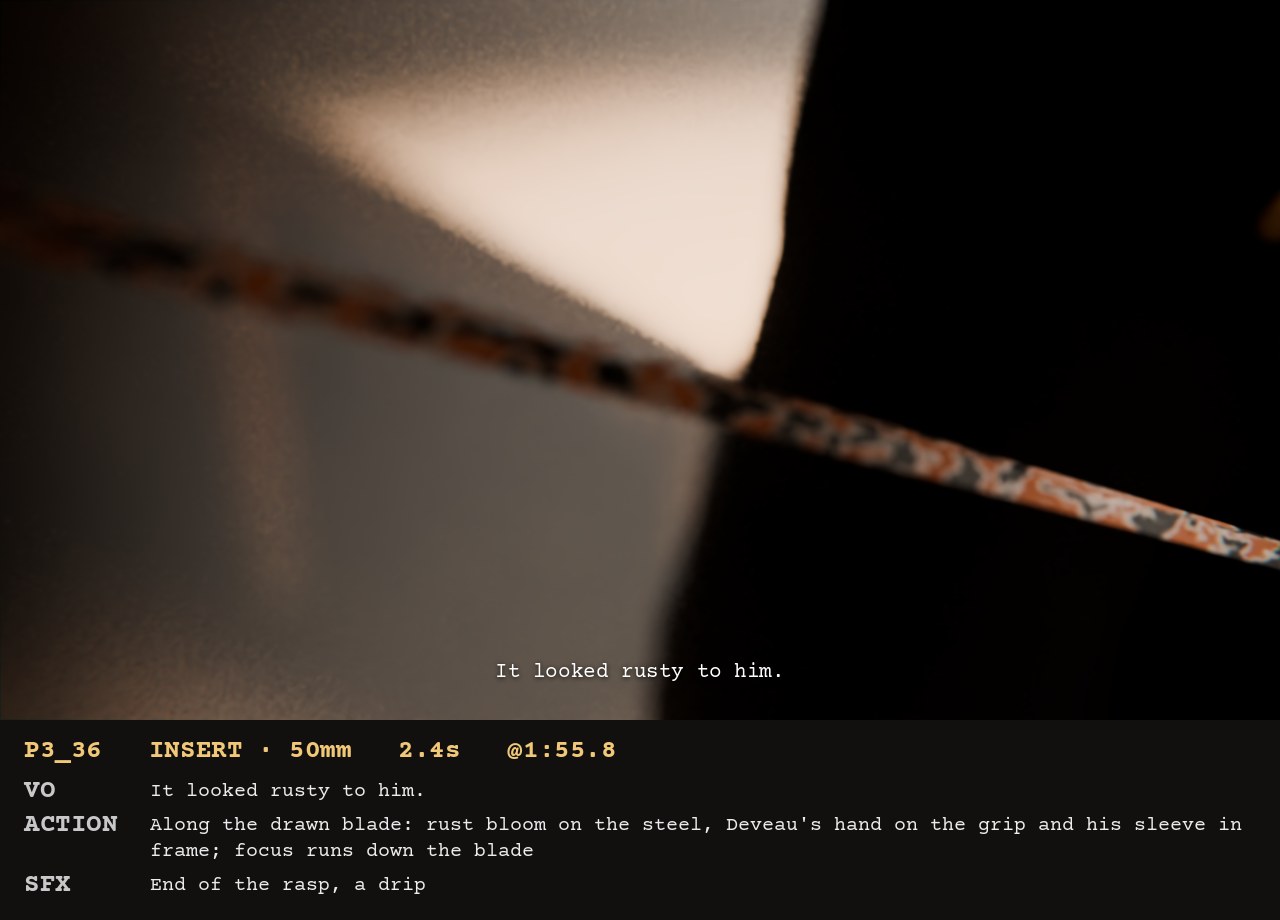 It looked rusty to him.
P3_36 INSERT · 50mm 2.4s @1:55.8
VO It looked rusty to him.
ACTION Along the drawn blade: rust bloom on the steel, Deveau's hand on the grip and his sleeve in
frame; focus runs down the blade
SFX End of the rasp, a drip